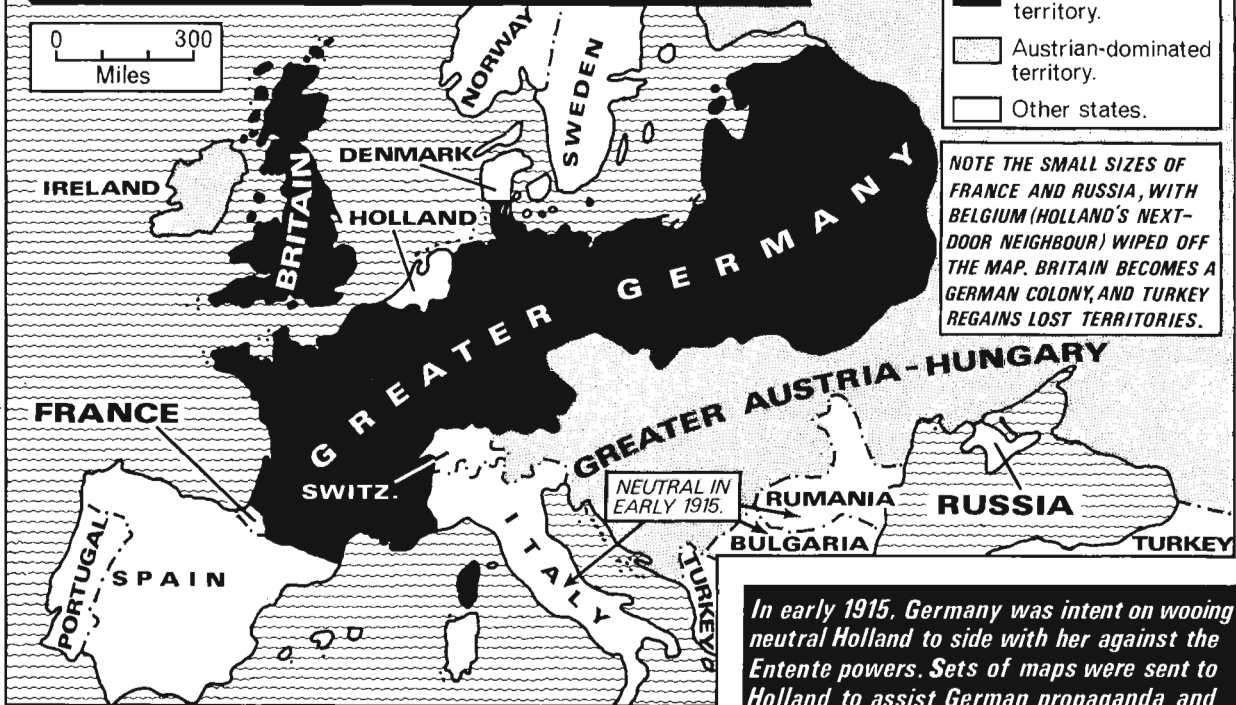 0 300
Miles
territory.
Austrian-dominated
territory.
Other states.
NORWAY
SWEDEN
DENMARK
IRELAND
HOLLAND
BRITAIN
NOTE THE SMALL SIZES OF
FRANCE AND RUSSIA, WITH
BELGIUM (HOLLAND'S NEXT-
DOOR NEIGHBOUR) WIPED OFF
THE MAP. BRITAIN BECOMES A
GERMAN COLONY, AND TURKEY
REGAINS LOST TERRITORIES.
GREATER GERMANY
GREATER AUSTRIA-HUNGARY
FRANCE
SWITZ.
NEUTRAL IN
EARLY 1915.
RUMANIA
RUSSIA
BULGARIA
TURKEY
ITALY
TURKEY
PORTUGAL
SPAIN
In early 1915, Germany was intent on wooing
neutral Holland to side with her against the
Entente powers. Sets of maps were sent to
Holland to assist German propaganda and